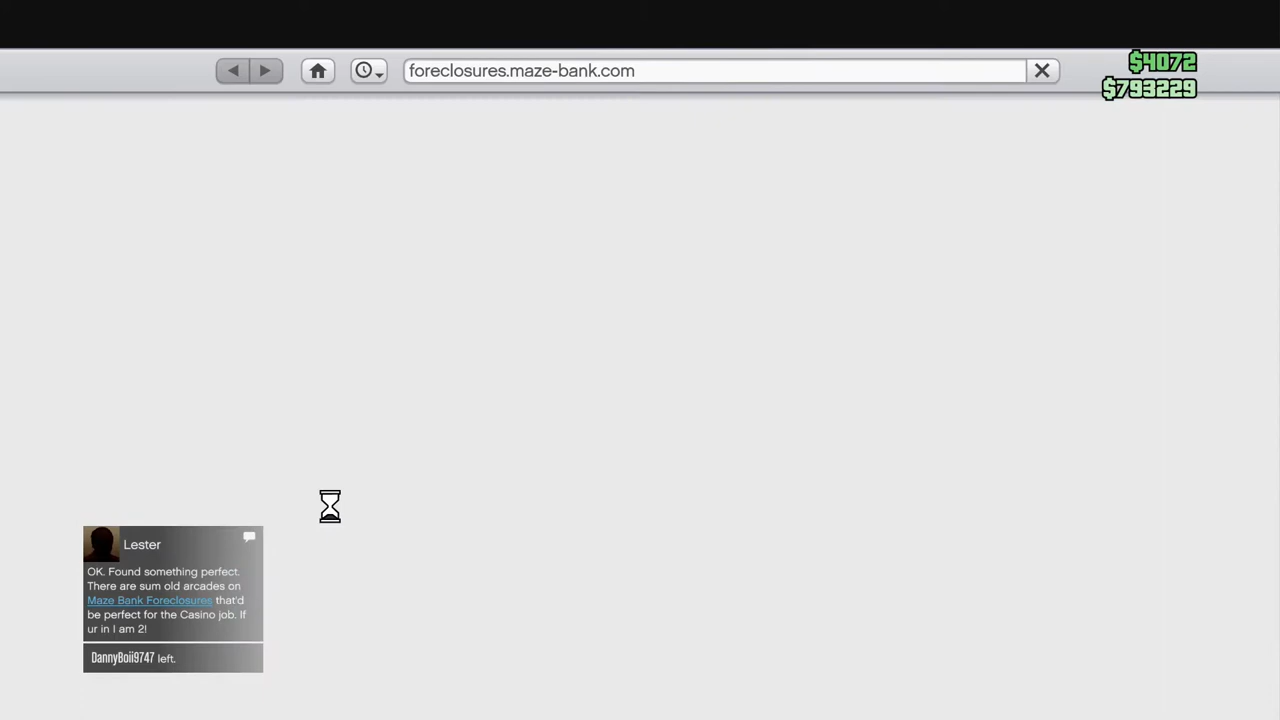 foreclosures.maze-bank.com
$4072
$793229
Lester
OK. Found something perfect.
There are sum old arcades on
Maze Bank Foreclosures that'd
be perfect for the Casino job. If
ur in I am 2!
DannyBoii9747 left.